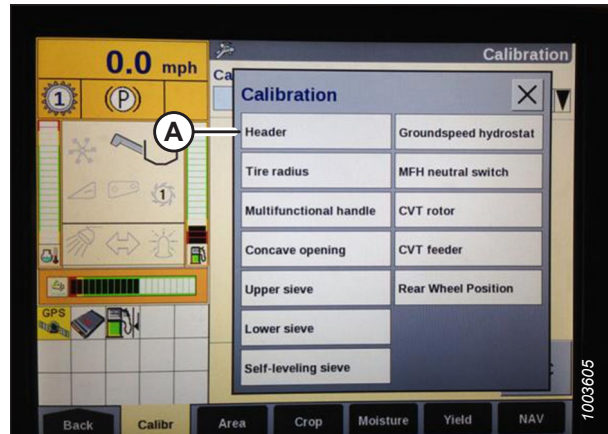 0.0 mph
Calibration
Ca
1
(P)
A
1
GPS
Calibration
Header
Groundspeed hydrostat
Tire radius
MFH neutral switch
Multifunctional handle
CVT rotor
Concave opening
CVT feeder
Upper sieve
Rear Wheel Position
Lower sieve
Self-leveling sieve
Back
Calibr
Area
Crop
Moisture
Yield
NAV
1003605